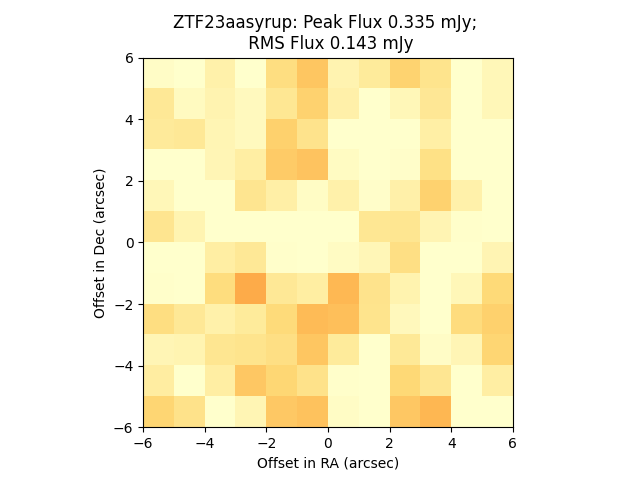 ZTF23aasyrup: Peak Flux 0.335 mJy;
RMS Flux 0.143 mJy
6
4
2
0
−2
−4
−6
Offset in Dec (arcsec)
−6 −4 −2 0 2 4 6
Offset in RA (arcsec)